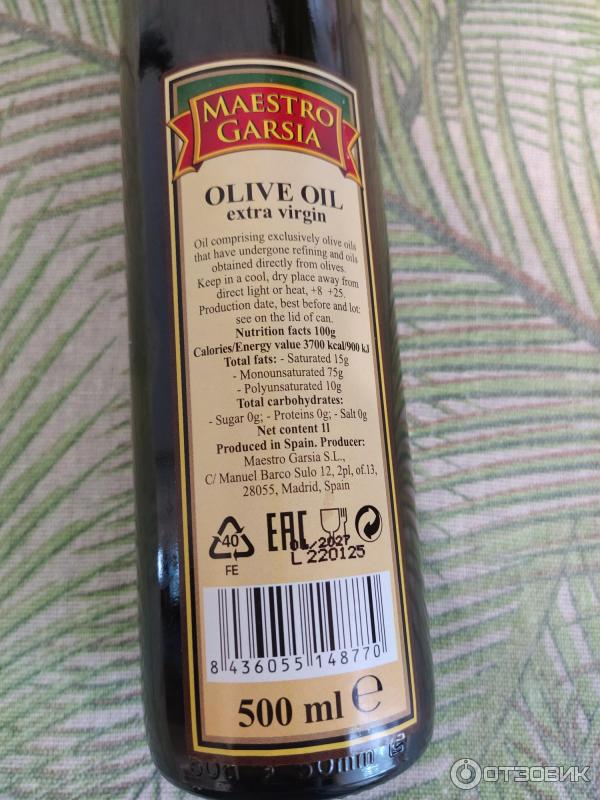 MAESTRO
GARSIA
OLIVE OIL
extra virgin
Oil comprising exclusively olive oils
that have undergone refining and oils
obtained directly from olives.
Keep in a cool, dry place away from
direct light or heat, +8 +25.
Production date, best before and lot:
see on the lid of can.
Nutrition facts 100g
Calories/Energy value 3700 kcal/900 kJ
Total fats: - Saturated 15g
- Monounsaturated 75g
- Polyunsaturated 10g
Total carbohydrates:
- Sugar 0g; - Proteins 0g; - Salt 0g
Net content 1l
Produced in Spain. Producer:
Maestro Garsia S.L.,
C/ Manuel Barco Sulo 12, 2pl, of.13,
28055, Madrid, Spain
40
FE
EAC
2027
L 220125
8 436055 148770
500 ml e
ОТЗОВИК